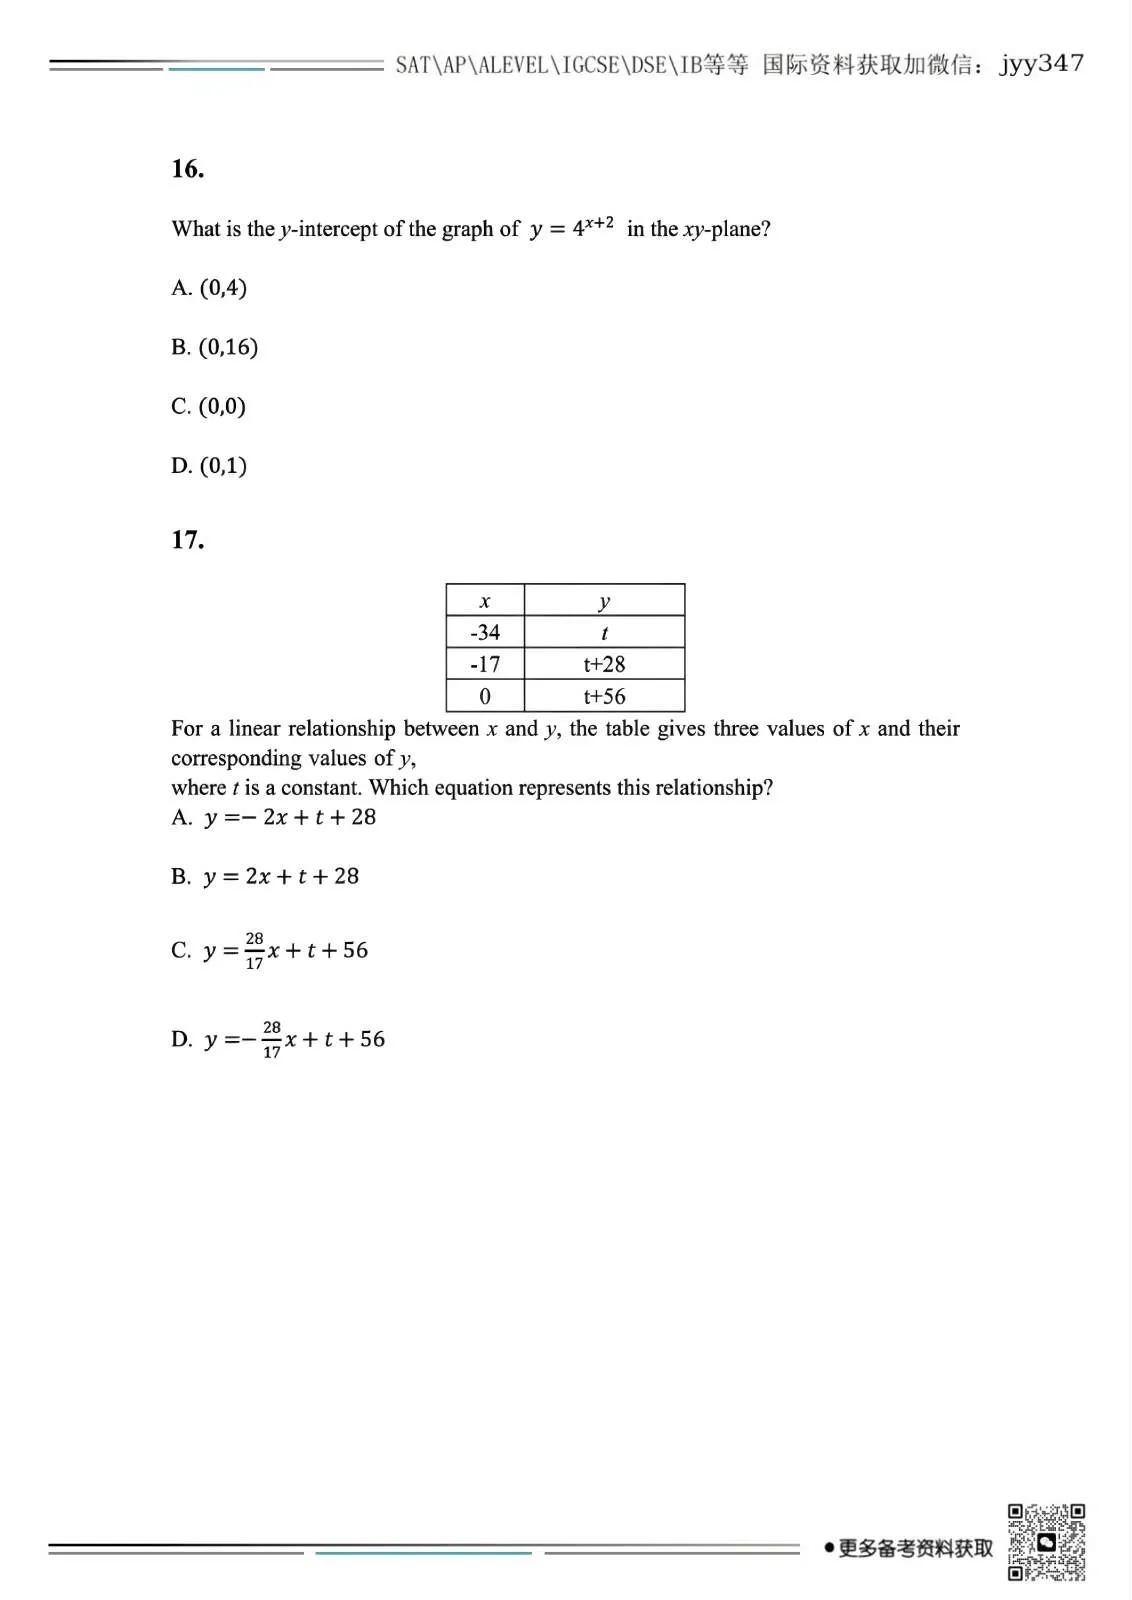 SAT\AP\ALEVEL\IGCSE\DSE\IB等等 国际资料获取加微信: jyy347
16.
What is the y-intercept of the graph of y = 4^{x+2} in the xy-plane?
A. (0,4)
B. (0,16)
C. (0,0)
D. (0,1)
17.
x y
-34 t
-17 t+28
0 t+56
For a linear relationship between x and y, the table gives three values of x and their
corresponding values of y,
where t is a constant. Which equation represents this relationship?
A. y =− 2x + t + 28
B. y = 2x + t + 28
C. y = \frac{28}{17}x + t + 56
D. y =−\frac{28}{17}x + t + 56
•更多备考资料获取